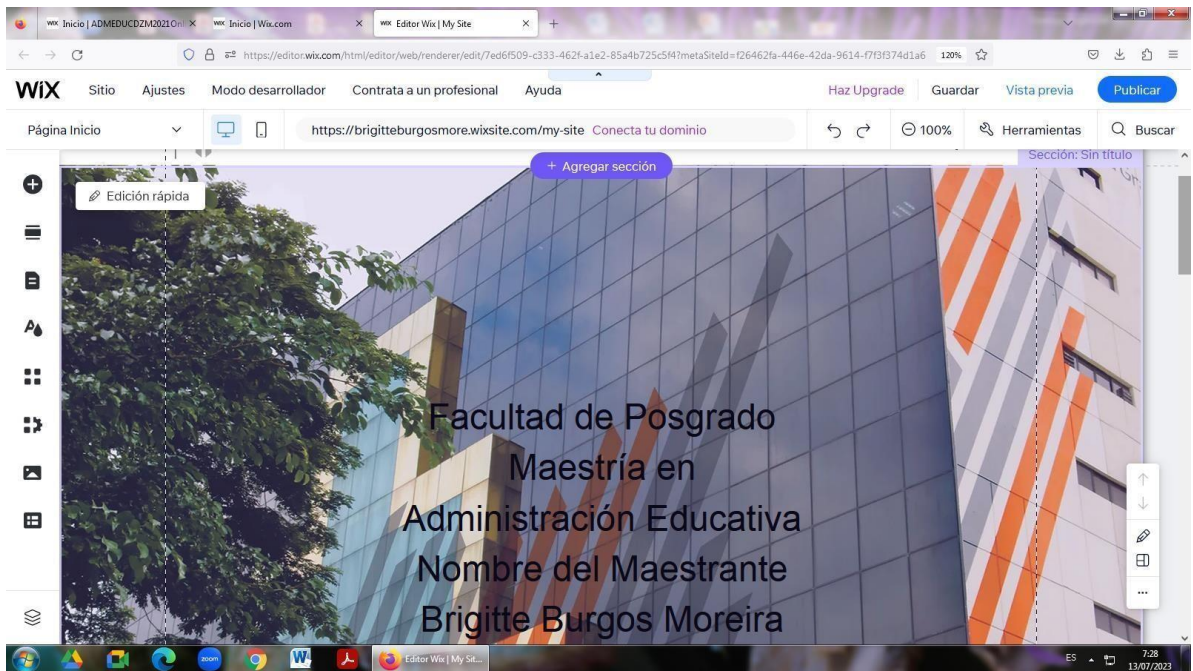 Inicio | ADMEDUCDZM2021Onli
Inicio | Wix.com
Editor Wix | My Site
https://editor.wix.com/html/editor/web/renderer/edit/7ed6f509-c333-462f-a1e2-85a4b725c5f4?metaSiteId=f26462fa-446e-42da-9614-f7f3f374d1a6 120%
WiX Sitio Ajustes Modo desarrollador Contrata a un profesional Ayuda Haz Upgrade Guardar Vista previa Publicar
Página Inicio https://brigitteburgosmore.wixsite.com/my-site Conecta tu dominio 100% Herramientas Buscar
+ Agregar sección
Sección: Sin título
Edición rápida
Facultad de Posgrado
Maestría en
Administración Educativa
Nombre del Maestrante
Brigitte Burgos Moreira
zoom
Editor Wix | My Sit...
ES
7:28
13/07/2023